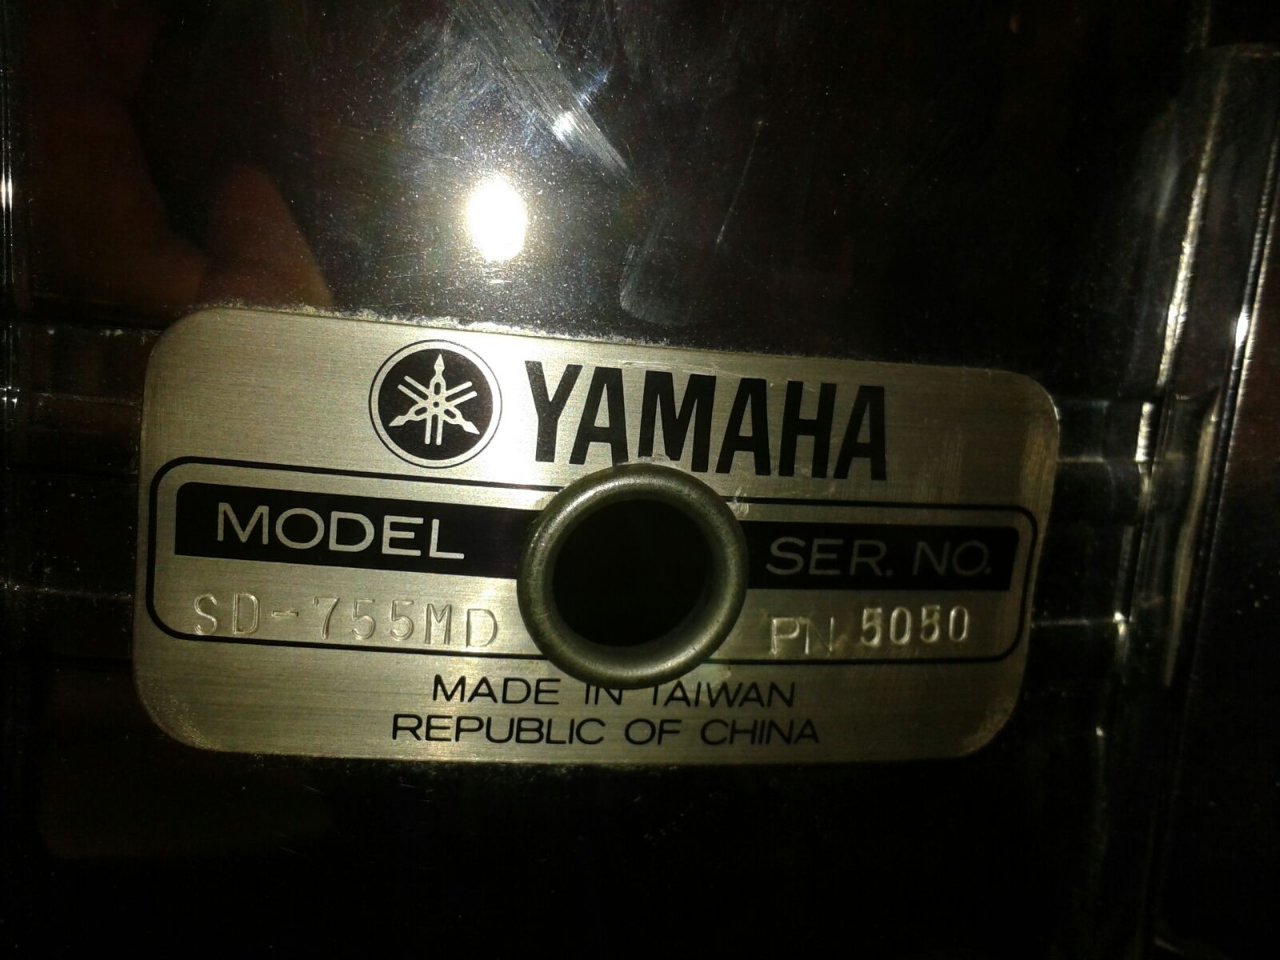 YAMAHA
MODEL SER. NO.
SD-755MD PN 5050
MADE IN TAIWAN
REPUBLIC OF CHINA